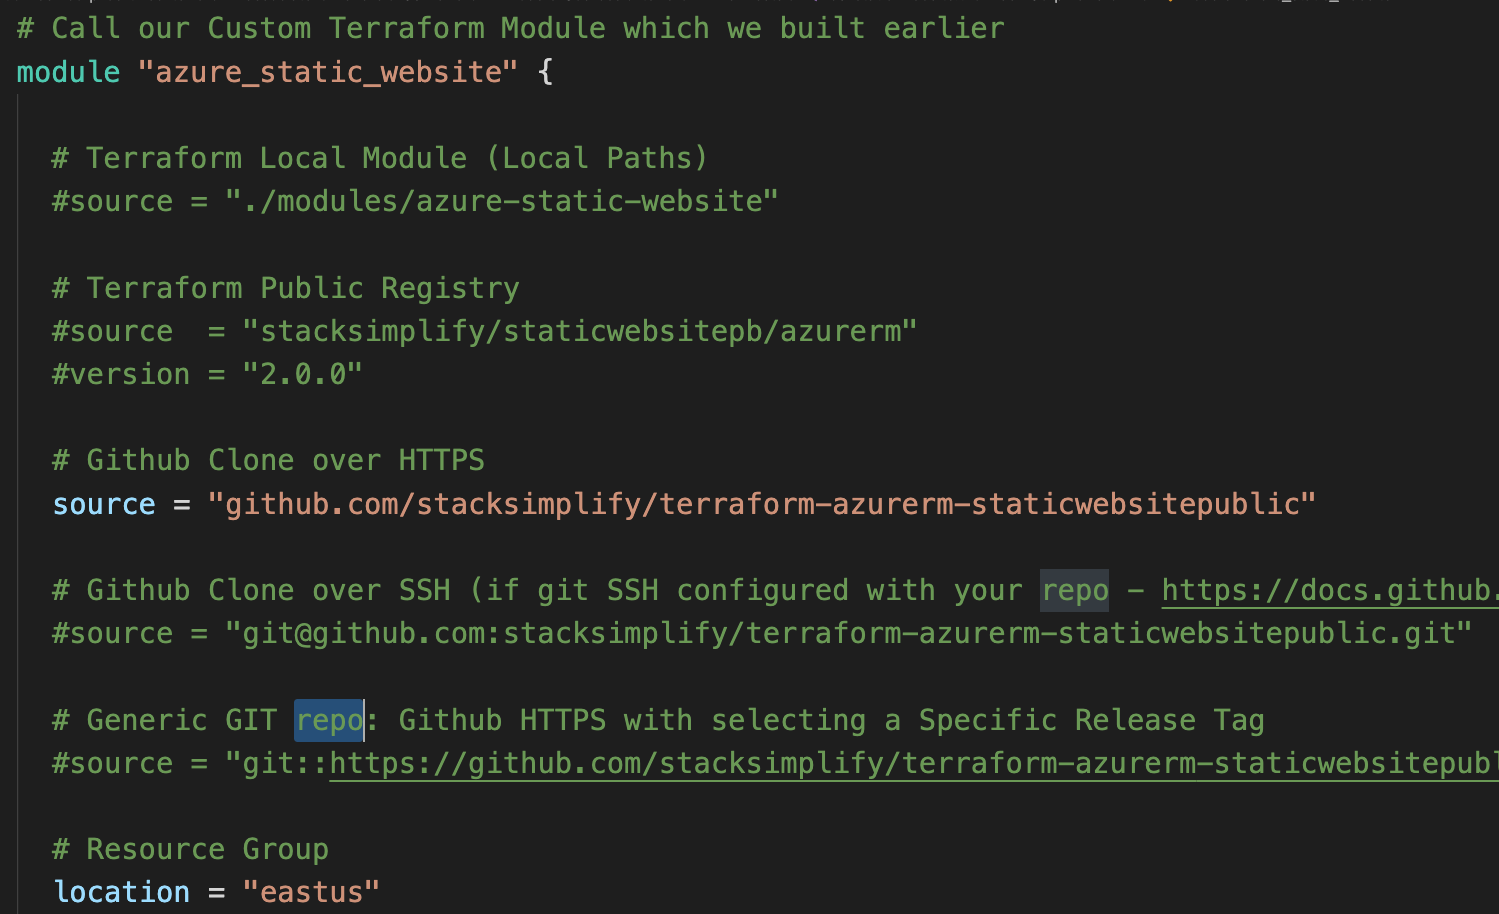 # Call our Custom Terraform Module which we built earlier
module "azure_static_website" {
# Terraform Local Module (Local Paths)
#source = "./modules/azure-static-website"
# Terraform Public Registry
#source  = "stacksimplify/staticwebsitepb/azurerm"
#version = "2.0.0"
# Github Clone over HTTPS
source = "github.com/stacksimplify/terraform-azurerm-staticwebsitepublic"
# Github Clone over SSH (if git SSH configured with your repo - https://docs.github.
#source = "git@github.com:stacksimplify/terraform-azurerm-staticwebsitepublic.git"
# Generic GIT repo: Github HTTPS with selecting a Specific Release Tag
#source = "git::https://github.com/stacksimplify/terraform-azurerm-staticwebsitepubl
# Resource Group
location = "eastus"